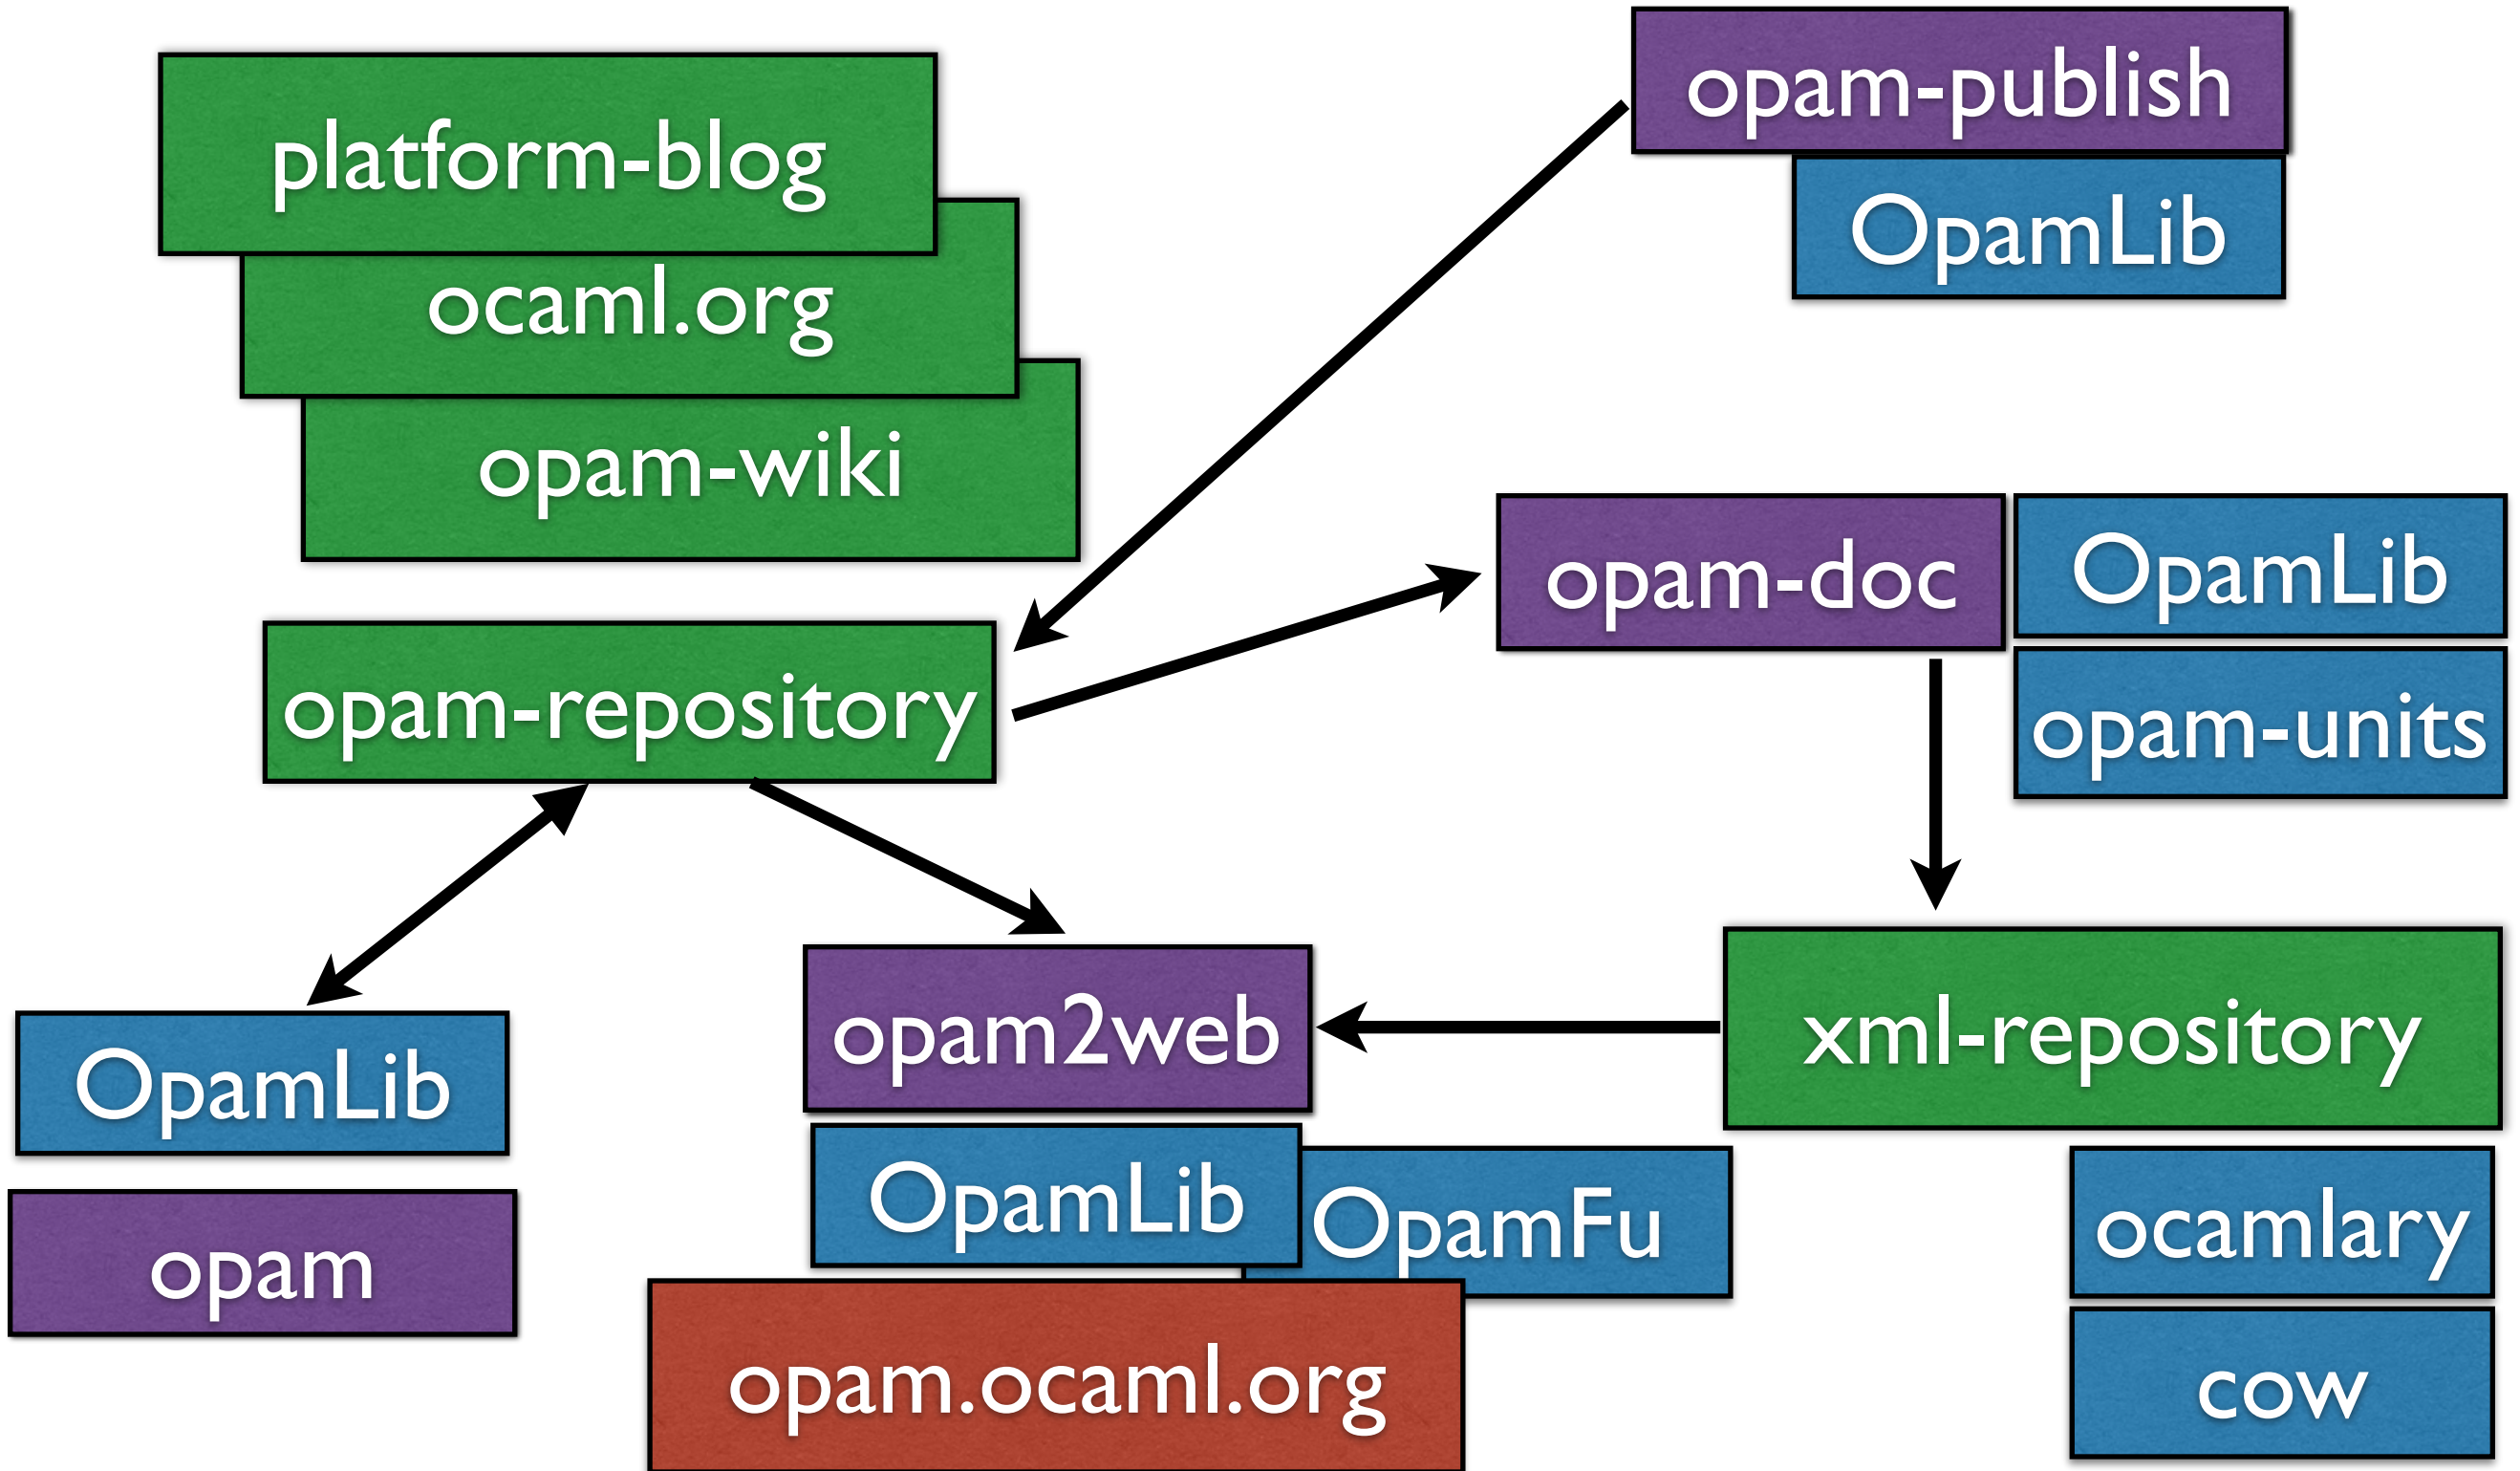 platform-blog
ocaml.org
opam-wiki
opam-publish
OpamLib
opam-repository
opam-doc
OpamLib
opam-units
OpamLib
opam
opam2web
OpamLib
OpamFu
opam.ocaml.org
xml-repository
ocamlary
cow